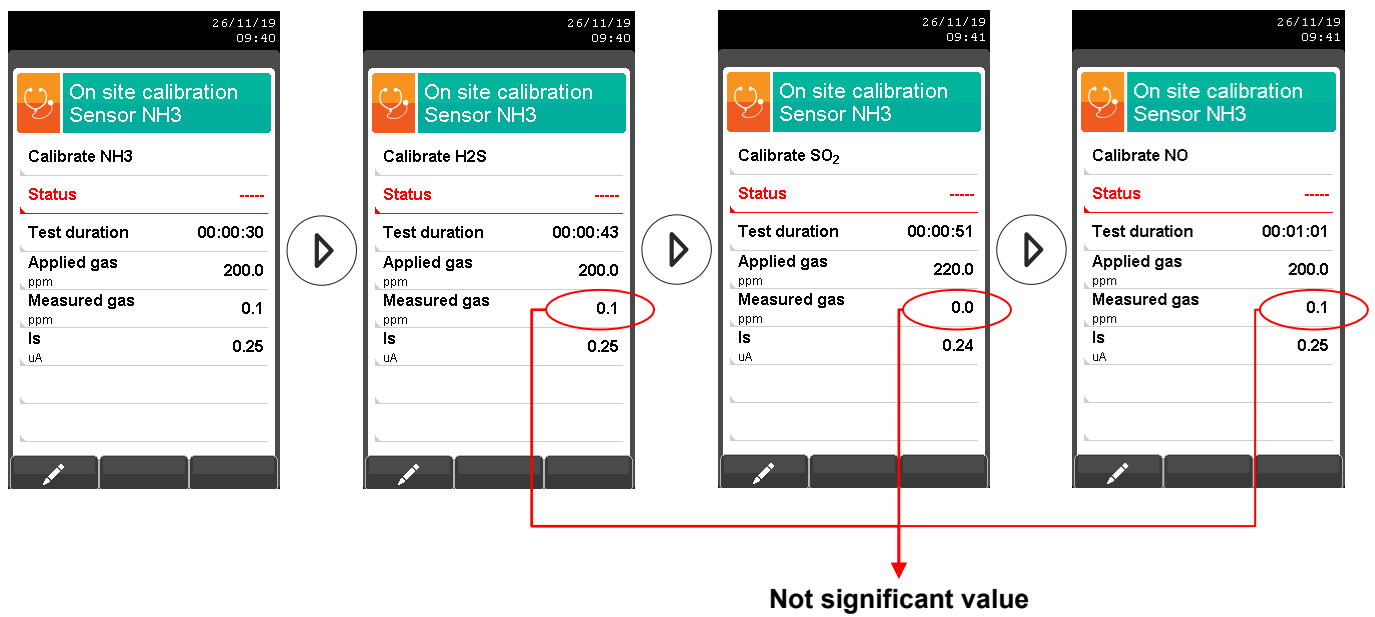 26/11/19
09:40
On site calibration
Sensor NH3
Calibrate NH3
Status -----
Test duration 00:00:30
Applied gas 200.0
ppm
Measured gas 0.1
ppm
Is 0.25
uA
26/11/19
09:40
On site calibration
Sensor NH3
Calibrate H2S
Status -----
Test duration 00:00:43
Applied gas 200.0
ppm
Measured gas 0.1
ppm
Is 0.25
uA
26/11/19
09:41
On site calibration
Sensor NH3
Calibrate SO₂
Status -----
Test duration 00:00:51
Applied gas 220.0
ppm
Measured gas 0.0
ppm
Is 0.24
uA
26/11/19
09:41
On site calibration
Sensor NH3
Calibrate NO
Status -----
Test duration 00:01:01
Applied gas 200.0
ppm
Measured gas 0.1
ppm
Is 0.25
uA
Not significant value